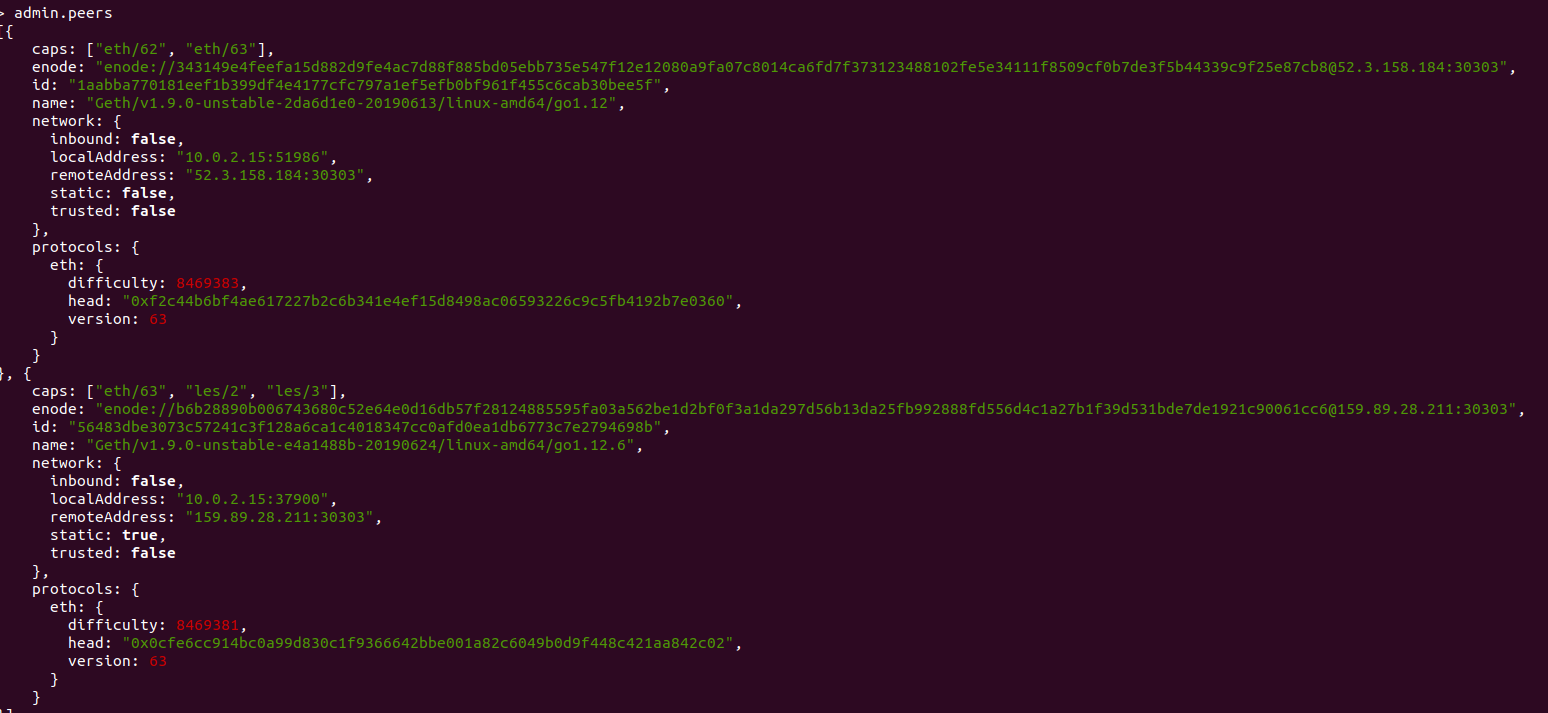 > admin.peers
[{
caps: ["eth/62", "eth/63"],
enode: "enode://343149e4feefa15d882d9fe4ac7d88f885bd05ebb735e547f12e12080a9fa07c8014ca6fd7f373123488102fe5e34111f8509cf0b7de3f5b44339c9f25e87cb8@52.3.158.184:30303",
id: "1aabba770181eef1b399df4e4177cfc797a1ef5efb0bf961f455c6cab30bee5f",
name: "Geth/v1.9.0-unstable-2da6d1e0-20190613/linux-amd64/go1.12",
network: {
inbound: false,
localAddress: "10.0.2.15:51986",
remoteAddress: "52.3.158.184:30303",
static: false,
trusted: false
},
protocols: {
eth: {
difficulty: 8469383,
head: "0xf2c44b6bf4ae617227b2c6b341e4ef15d8498ac06593226c9c5fb4192b7e0360",
version: 63
}
}
}, {
caps: ["eth/63", "les/2", "les/3"],
enode: "enode://b6b28890b006743680c52e64e0d16db57f28124885595fa03a562be1d2bf0f3a1da297d56b13da25fb992888fd556d4c1a27b1f39d531bde7de1921c90061cc6@159.89.28.211:30303",
id: "56483dbe3073c57241c3f128a6ca1c4018347cc0afd0ea1db6773c7e2794698b",
name: "Geth/v1.9.0-unstable-e4a1488b-20190624/linux-amd64/go1.12.6",
network: {
inbound: false,
localAddress: "10.0.2.15:37900",
remoteAddress: "159.89.28.211:30303",
static: true,
trusted: false
},
protocols: {
eth: {
difficulty: 8469381,
head: "0x0cfe6cc914bc0a99d830c1f9366642bbe001a82c6049b0d9f448c421aa842c02",
version: 63
}
}